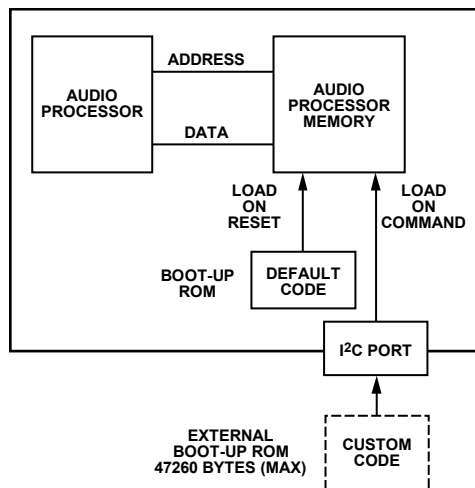 AUDIO
PROCESSOR
ADDRESS
DATA
AUDIO
PROCESSOR
MEMORY
LOAD
ON
RESET
LOAD
ON
COMMAND
BOOT-UP
ROM
DEFAULT
CODE
I²C PORT
EXTERNAL
BOOT-UP ROM
47260 BYTES (MAX)
CUSTOM
CODE